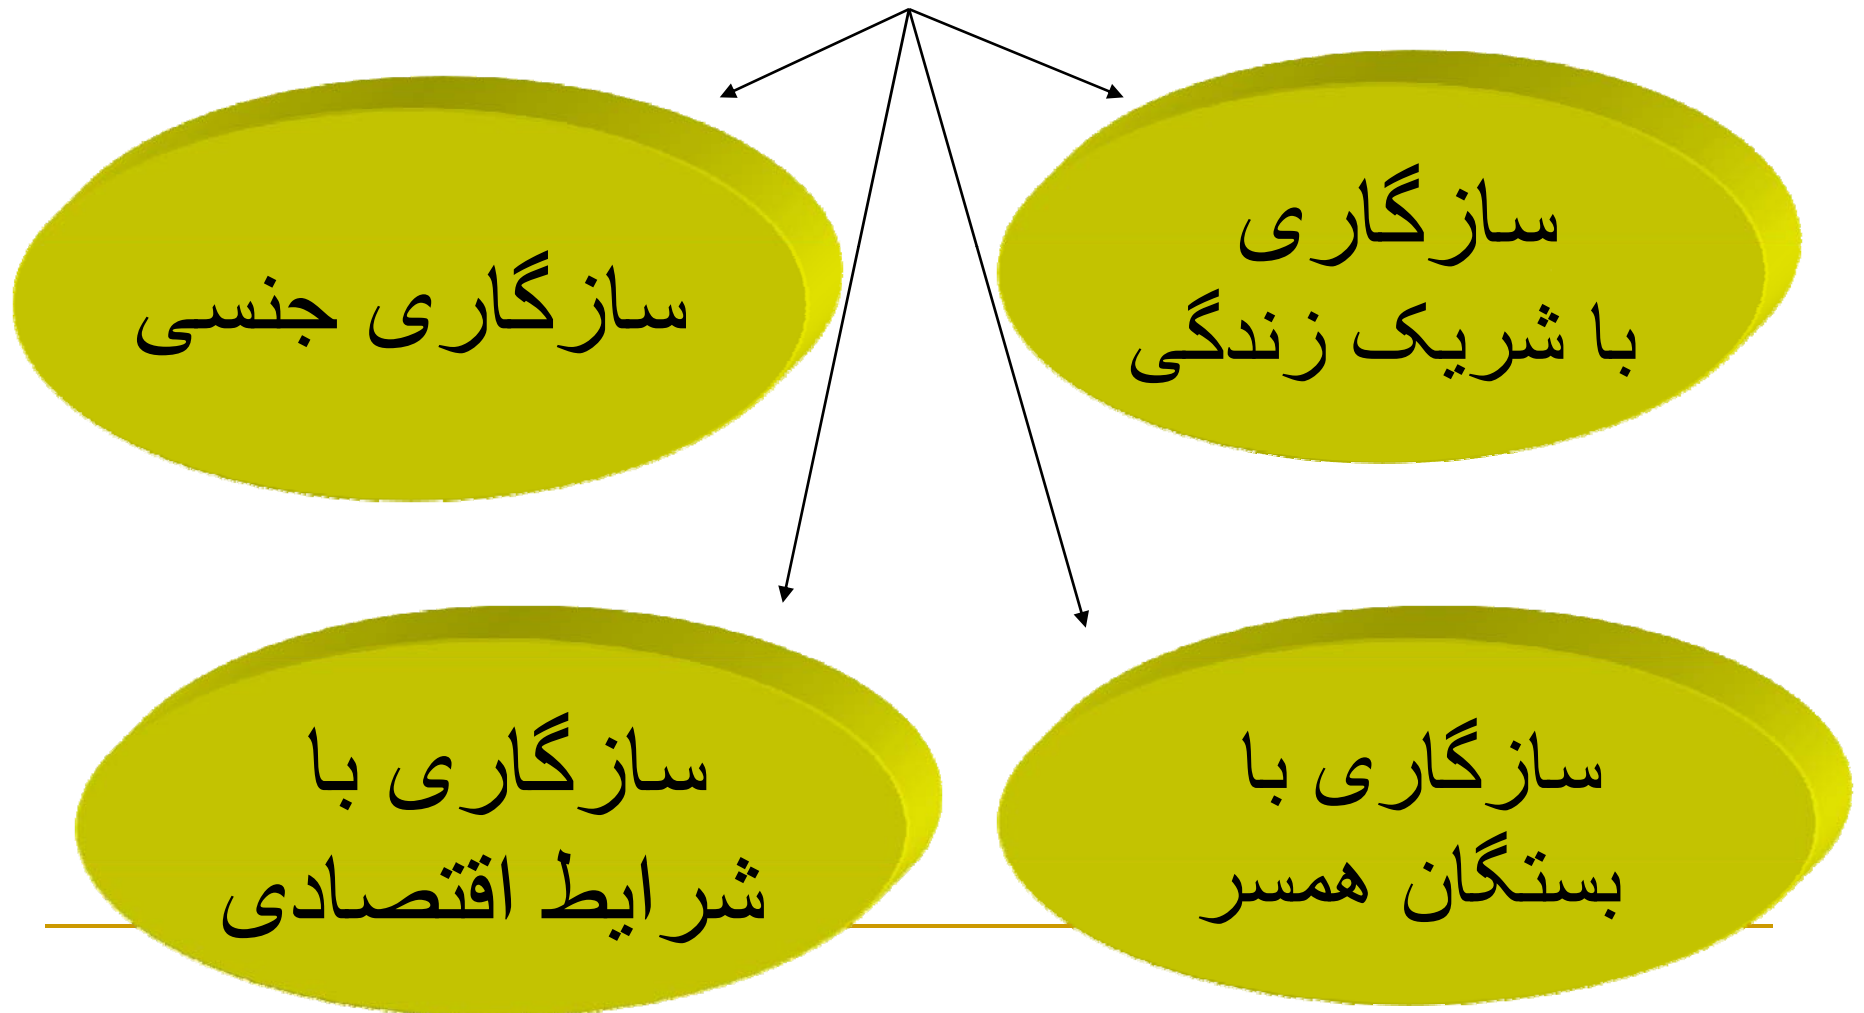 سازگاری
با شریک زندگی
سازگاری جنسی
سازگاری با
بستگان همسر
سازگاری با
شرایط اقتصادی